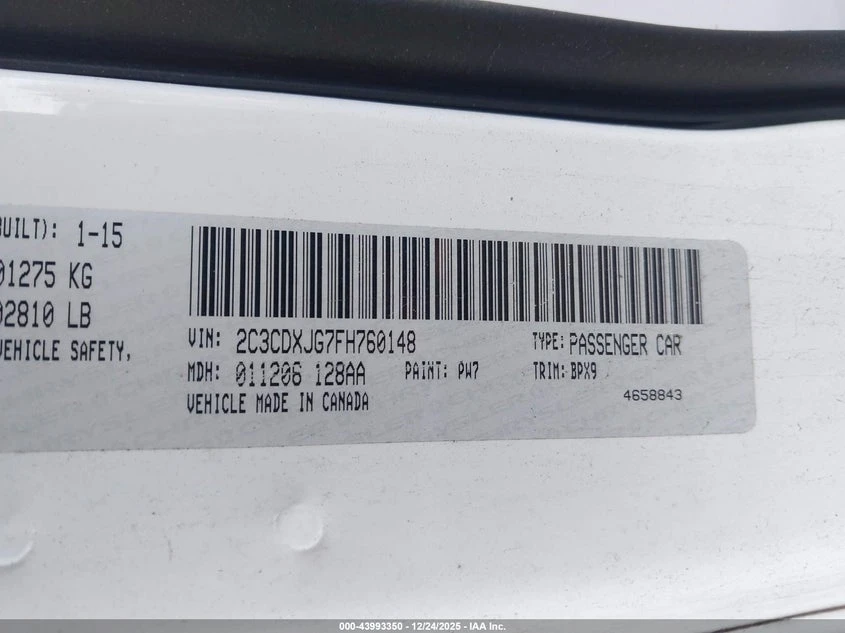 BUILT): 1-15
01275 KG
02810 LB
VEHICLE SAFETY,
VIN: 2C3CDXJG7FH760148
TYPE: PASSENGER CAR
MDH: 011206 128AA
PAINT: PW7
TRIM: BPX9
VEHICLE MADE IN CANADA
4658843
000-43993350 • 12/24/2025 • IAA Inc.